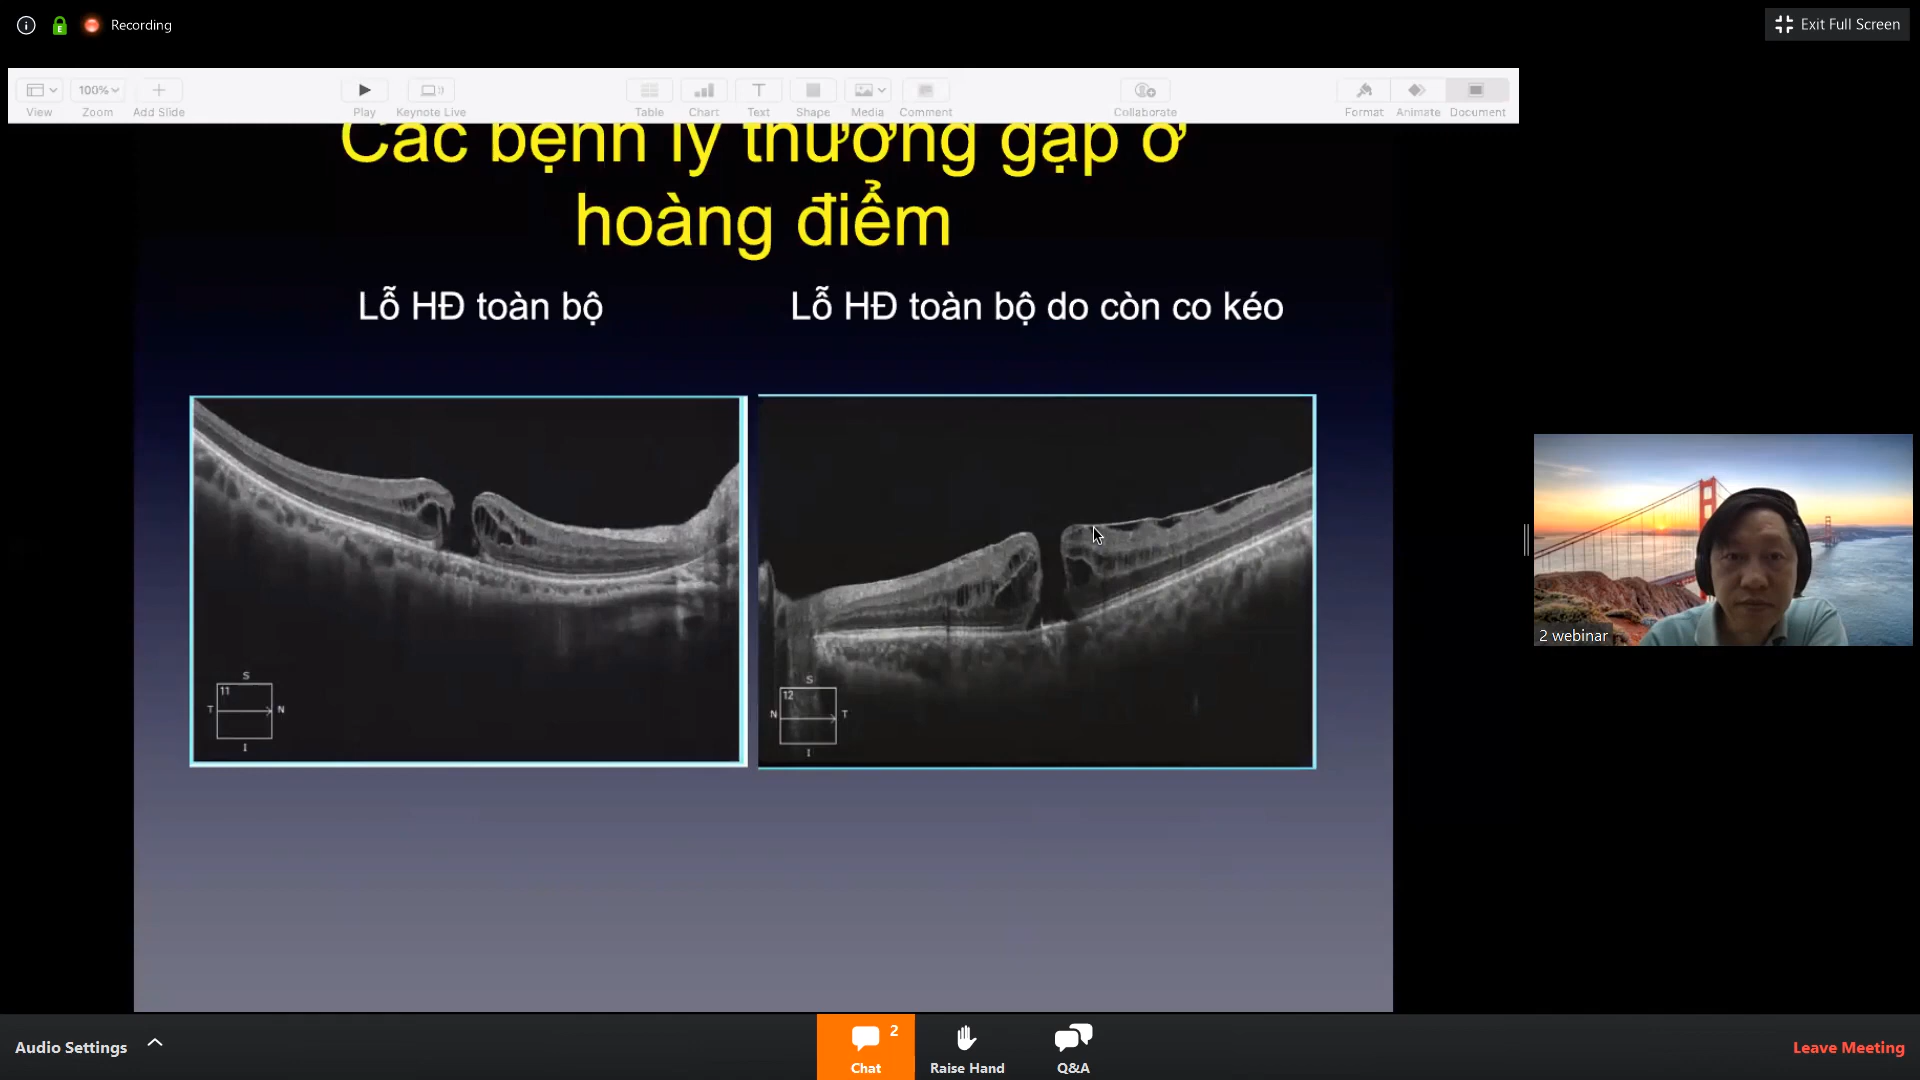 Recording
Exit Full Screen
100%
View
Zoom
Add Slide
Play
Keynote Live
Table
Chart
Text
Shape
Media
Comment
Collaborate
Format
Animate
Document
Các bệnh lý thường gặp ở
hoàng điểm
Lỗ HĐ toàn bộ
Lỗ HĐ toàn bộ do còn co kéo
S
11
T
N
I
S
12
N
T
I
2 webinar
Audio Settings
2
Chat
Raise Hand
Q&A
Leave Meeting